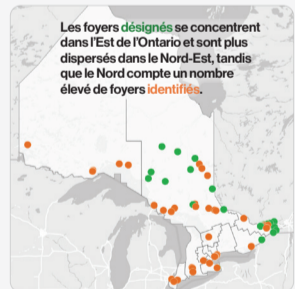 Les foyers désignés se concentrent
dans l'Est de l'Ontario et sont plus
dispersés dans le Nord-Est, tandis
que le Nord compte un nombre
élevé de foyers identifiés.